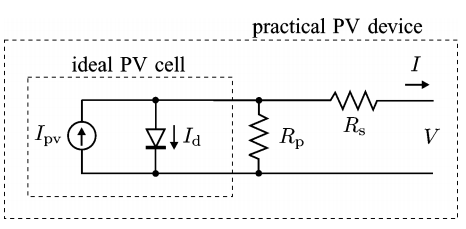 practical PV device
ideal PV cell
I
I_pv
I_d
R_p
R_s
V